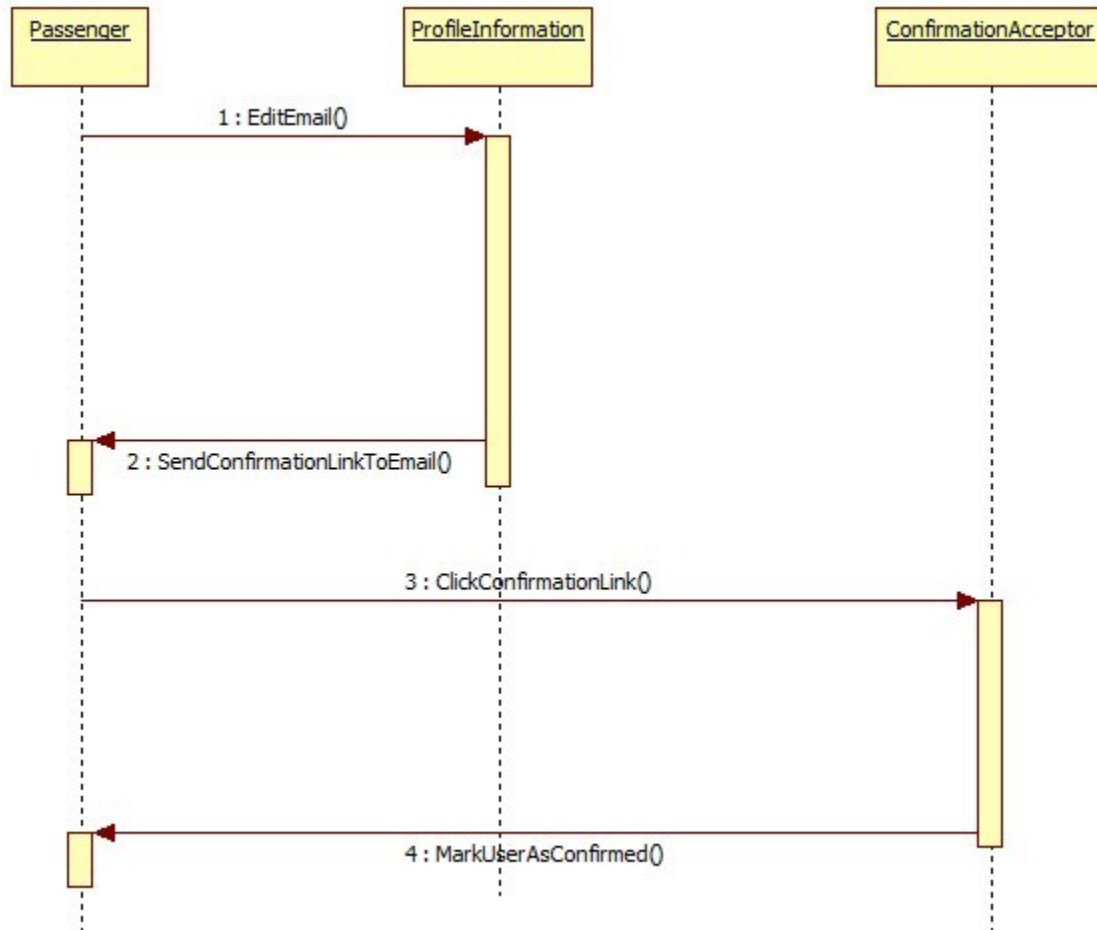 Passenger
ProfileInformation
ConfirmationAcceptor
1 : EditEmail()
2 : SendConfirmationLinkToEmail()
3 : ClickConfirmationLink()
4 : MarkUserAsConfirmed()